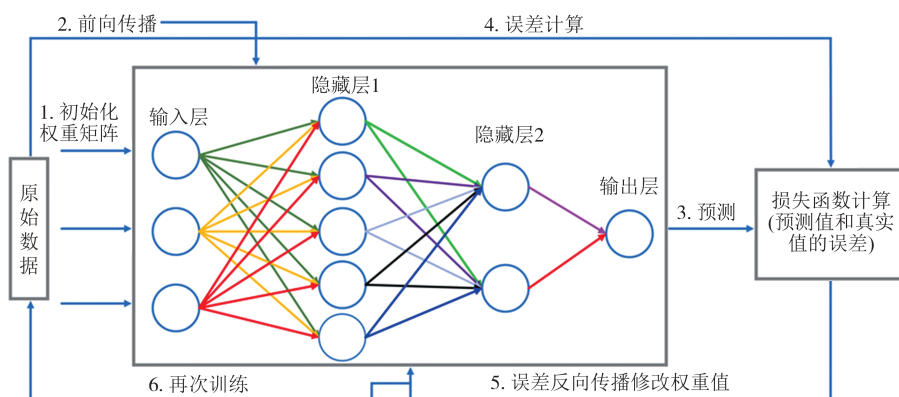 2. 前向传播
4. 误差计算
1. 初始化
权重矩阵
输入层
隐藏层1
隐藏层2
输出层
3. 预测
原
始
数
据
损失函数计算
(预测值和真实
值的误差)
6. 再次训练
5. 误差反向传播修改权重值